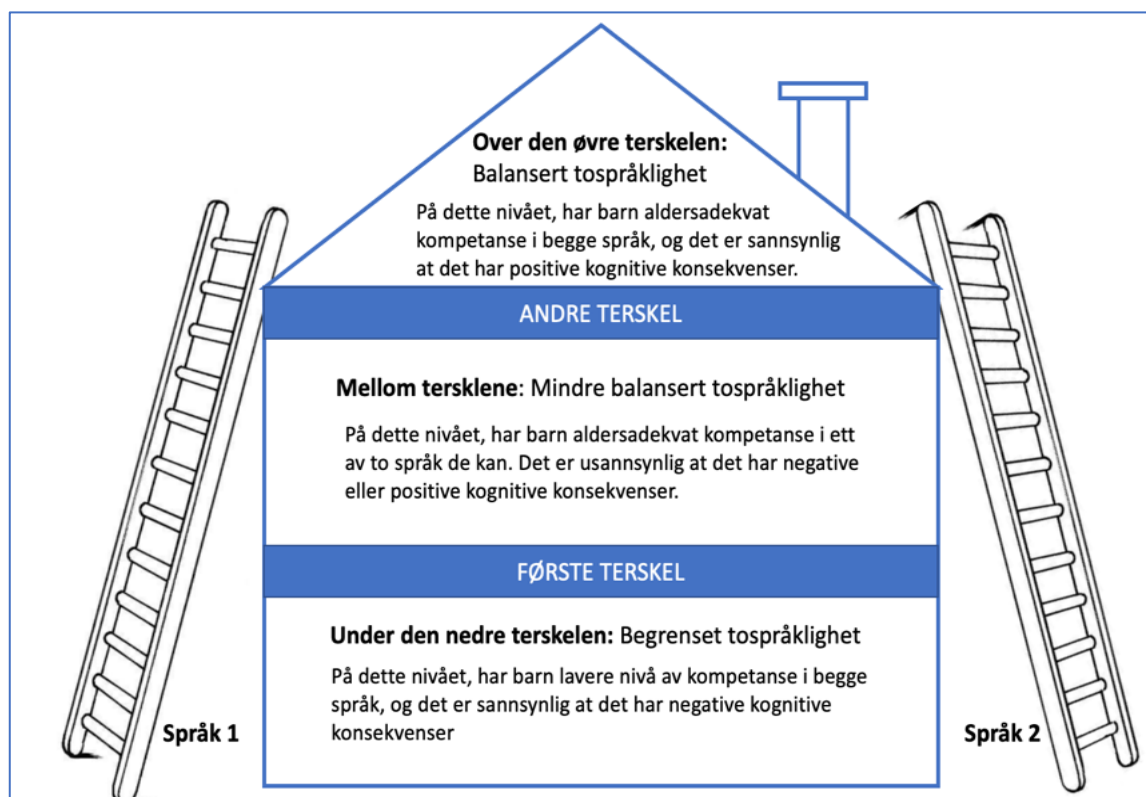 Over den øvre terskelen:
Balansert tospråklighet
På dette nivået, har barn aldersadekvat
kompetanse i begge språk, og det er sannsynlig
at det har positive kognitive konsekvenser.
ANDRE TERSKEL
Mellom tersklene: Mindre balansert tospråklighet
På dette nivået, har barn aldersadekvat kompetanse i ett
av to språk de kan. Det er usannsynlig at det har negative
eller positive kognitive konsekvenser.
FØRSTE TERSKEL
Under den nedre terskelen: Begrenset tospråklighet
På dette nivået, har barn lavere nivå av kompetanse i begge
språk, og det er sannsynlig at det har negative kognitive
konsekvenser
Språk 1
Språk 2